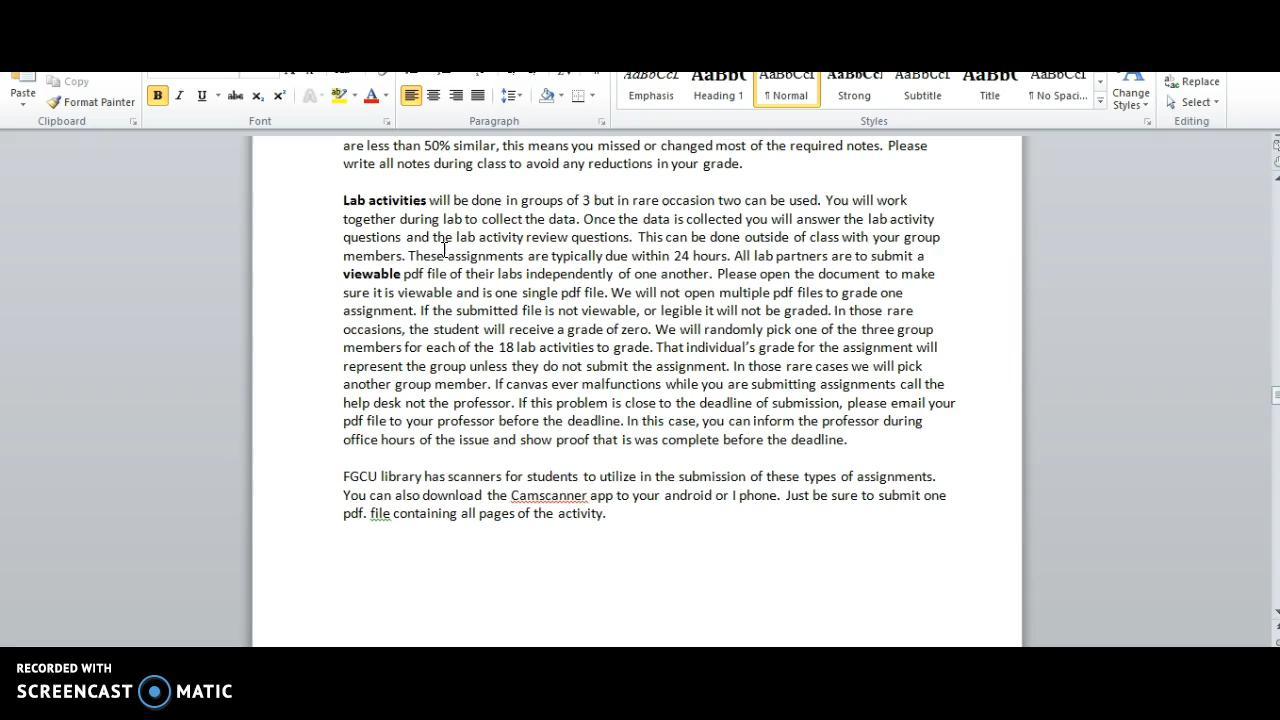 Copy
Paste
Format Painter
Clipboard
B I U abc x₂ x² A A
Font
Paragraph
AaBbCcL AaBbC AaBbCcI AaBbCcL AaBbCcI AaBbC AaBbCcI
Emphasis Heading 1 ¶ Normal Strong Subtitle Title ¶ No Spaci...
Styles
Change
Styles
Replace
Select
Editing
are less than 50% similar, this means you missed or changed most of the required notes. Please
write all notes during class to avoid any reductions in your grade.
Lab activities will be done in groups of 3 but in rare occasion two can be used. You will work
together during lab to collect the data. Once the data is collected you will answer the lab activity
questions and the lab activity review questions. This can be done outside of class with your group
members. These assignments are typically due within 24 hours. All lab partners are to submit a
viewable pdf file of their labs independently of one another. Please open the document to make
sure it is viewable and is one single pdf file. We will not open multiple pdf files to grade one
assignment. If the submitted file is not viewable, or legible it will not be graded. In those rare
occasions, the student will receive a grade of zero. We will randomly pick one of the three group
members for each of the 18 lab activities to grade. That individual's grade for the assignment will
represent the group unless they do not submit the assignment. In those rare cases we will pick
another group member. If canvas ever malfunctions while you are submitting assignments call the
help desk not the professor. If this problem is close to the deadline of submission, please email your
pdf file to your professor before the deadline. In this case, you can inform the professor during
office hours of the issue and show proof that is was complete before the deadline.
FGCU library has scanners for students to utilize in the submission of these types of assignments.
You can also download the Camscanner app to your android or I phone. Just be sure to submit one
pdf. file containing all pages of the activity.
RECORDED WITH
SCREENCAST MATIC